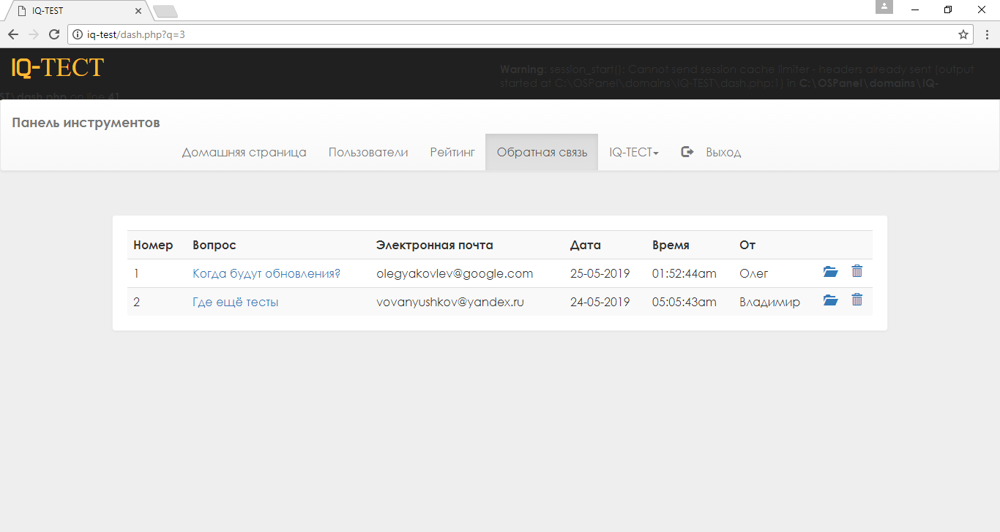 IQ-TEST
iq-test/dash.php?q=3
IQ-ТЕСТ
Warning: session_start(): Cannot send session cache limiter - headers already sent (output
started at C:\OSPanel\domains\IQ-TEST\dash.php:1) in C:\OSPanel\domains\IQ-
ST\dash.php on line 41
Панель инструментов
Домашняя страница Пользователи Рейтинг Обратная связь IQ-ТЕСТ Выход
Номер Вопрос Электронная почта Дата Время От
1 Когда будут обновления? olegyakovlev@google.com 25-05-2019 01:52:44am Олег
2 Где ещё тесты vovanyushkov@yandex.ru 24-05-2019 05:05:43am Владимир